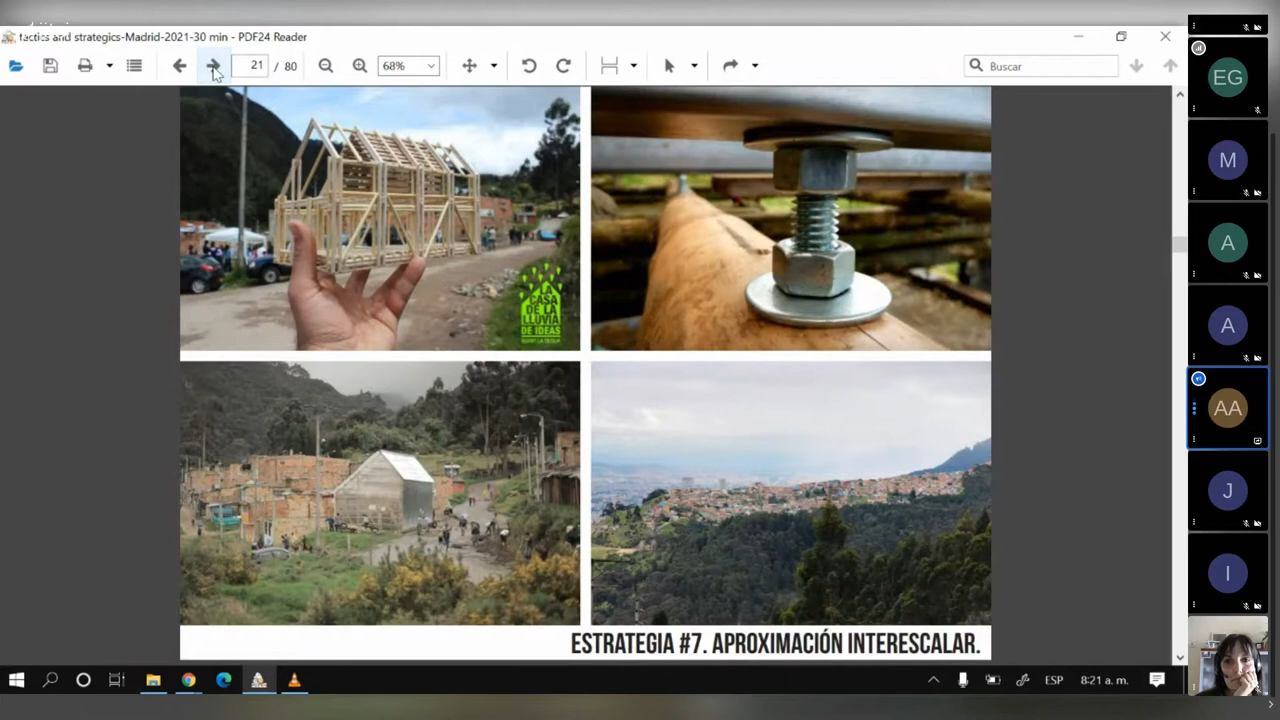 tactics and strategics-Madrid-2021-30 min - PDF24 Reader
21 / 80
68%
Buscar
LA
CASA
DE LA
LLUVIA
DE IDEAS
ESTRATEGIA #7. APROXIMACIÓN INTERESCALAR.
EG
M
A
A
AA
J
I
ESP
8:21 a. m.